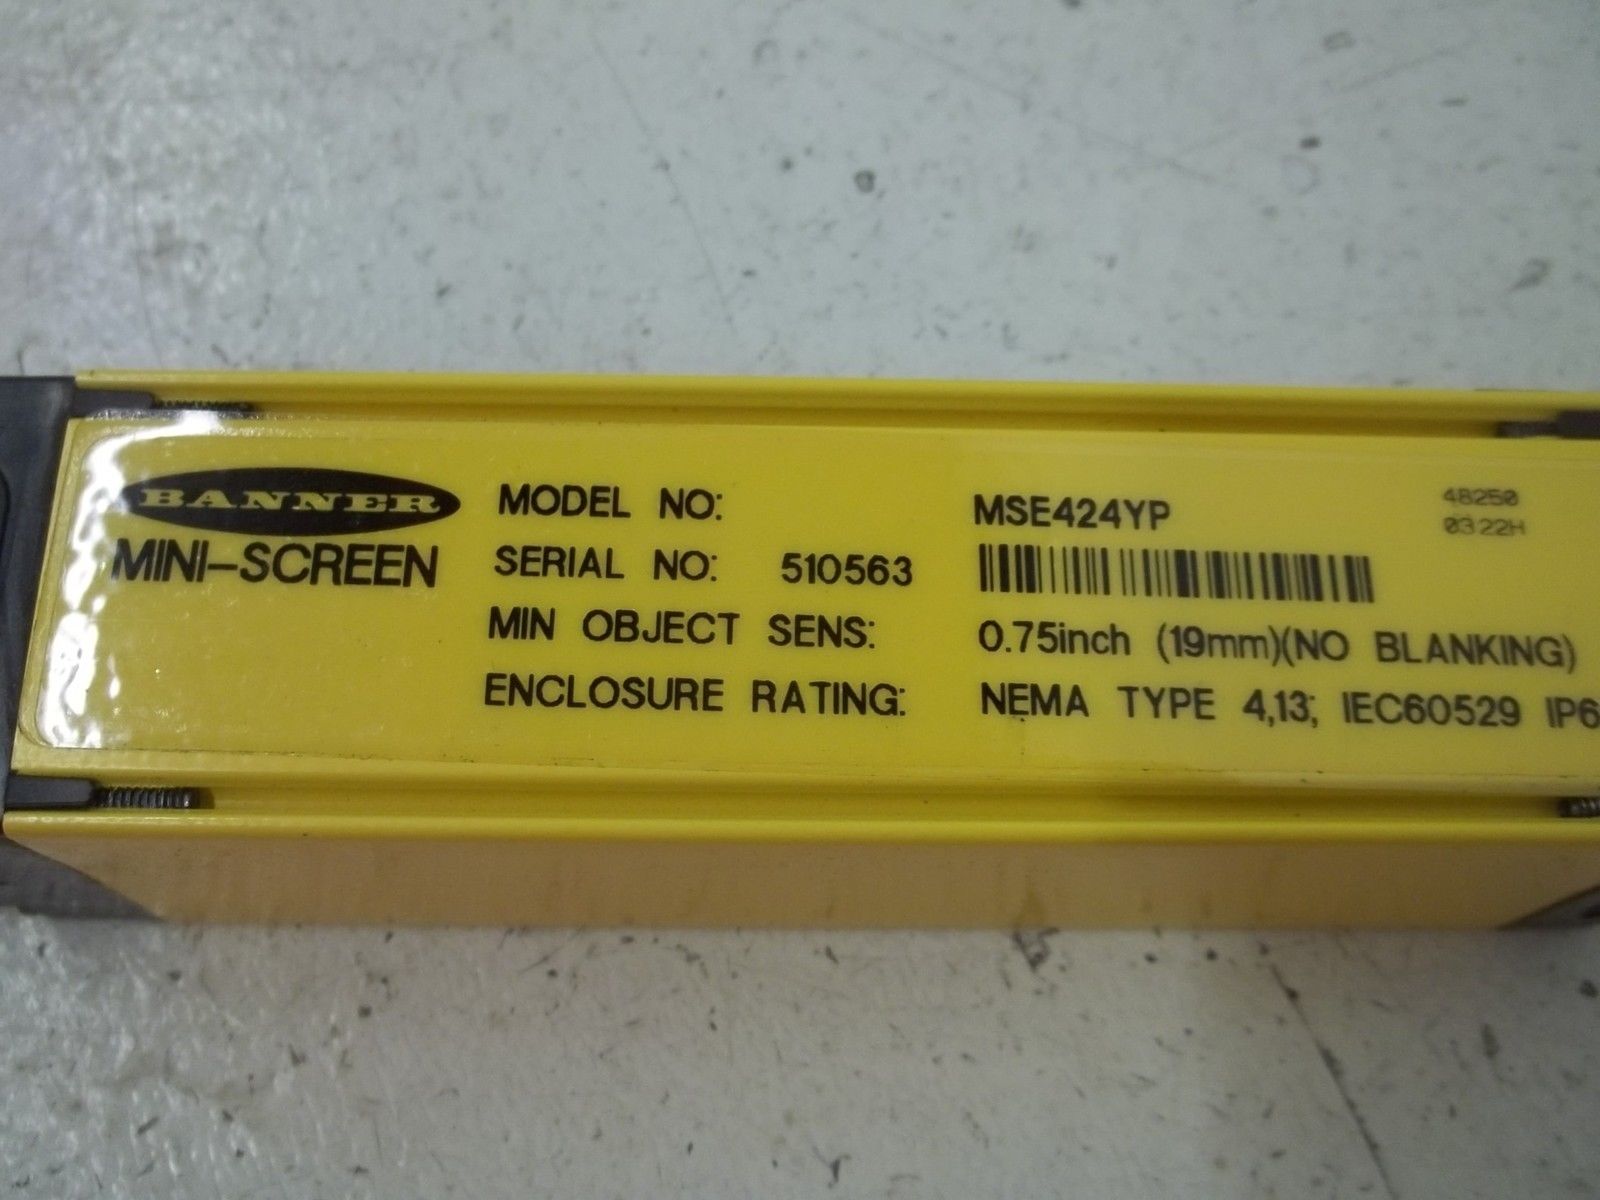 BANNER
MINI-SCREEN
MODEL NO: MSE424YP
SERIAL NO: 510563
MIN OBJECT SENS: 0.75inch (19mm)(NO BLANKING)
ENCLOSURE RATING: NEMA TYPE 4,13; IEC60529 IP6
48250
0322H